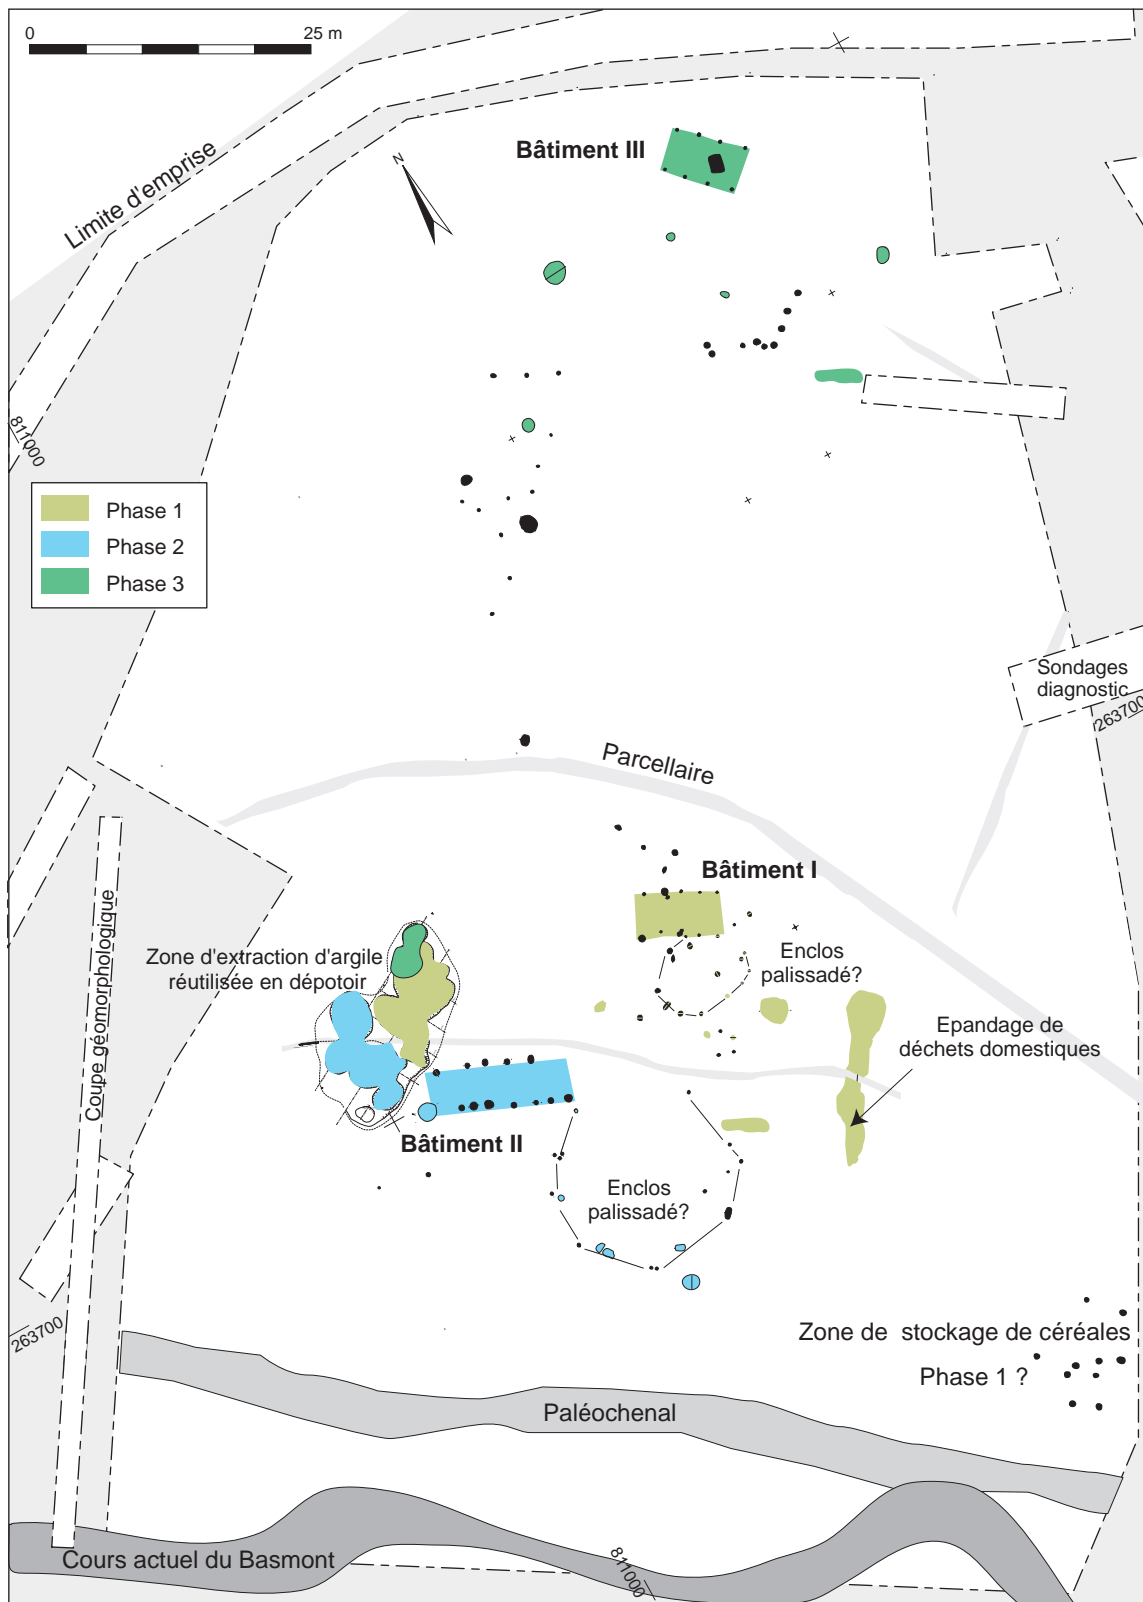 0 25 m
Bâtiment III
N
Limite d'emprise
811000
Phase 1
Phase 2
Phase 3
Sondages
diagnostic
263700
Parcellaire
Bâtiment I
Coupe géomorphologique
Zone d'extraction d'argile
réutilisée en dépotoir
Enclos
palissadé?
Epandage de
déchets domestiques
Bâtiment II
Enclos
palissadé?
263700
Zone de stockage de céréales
Phase 1 ?
Paléochenal
Cours actuel du Basmont
811000